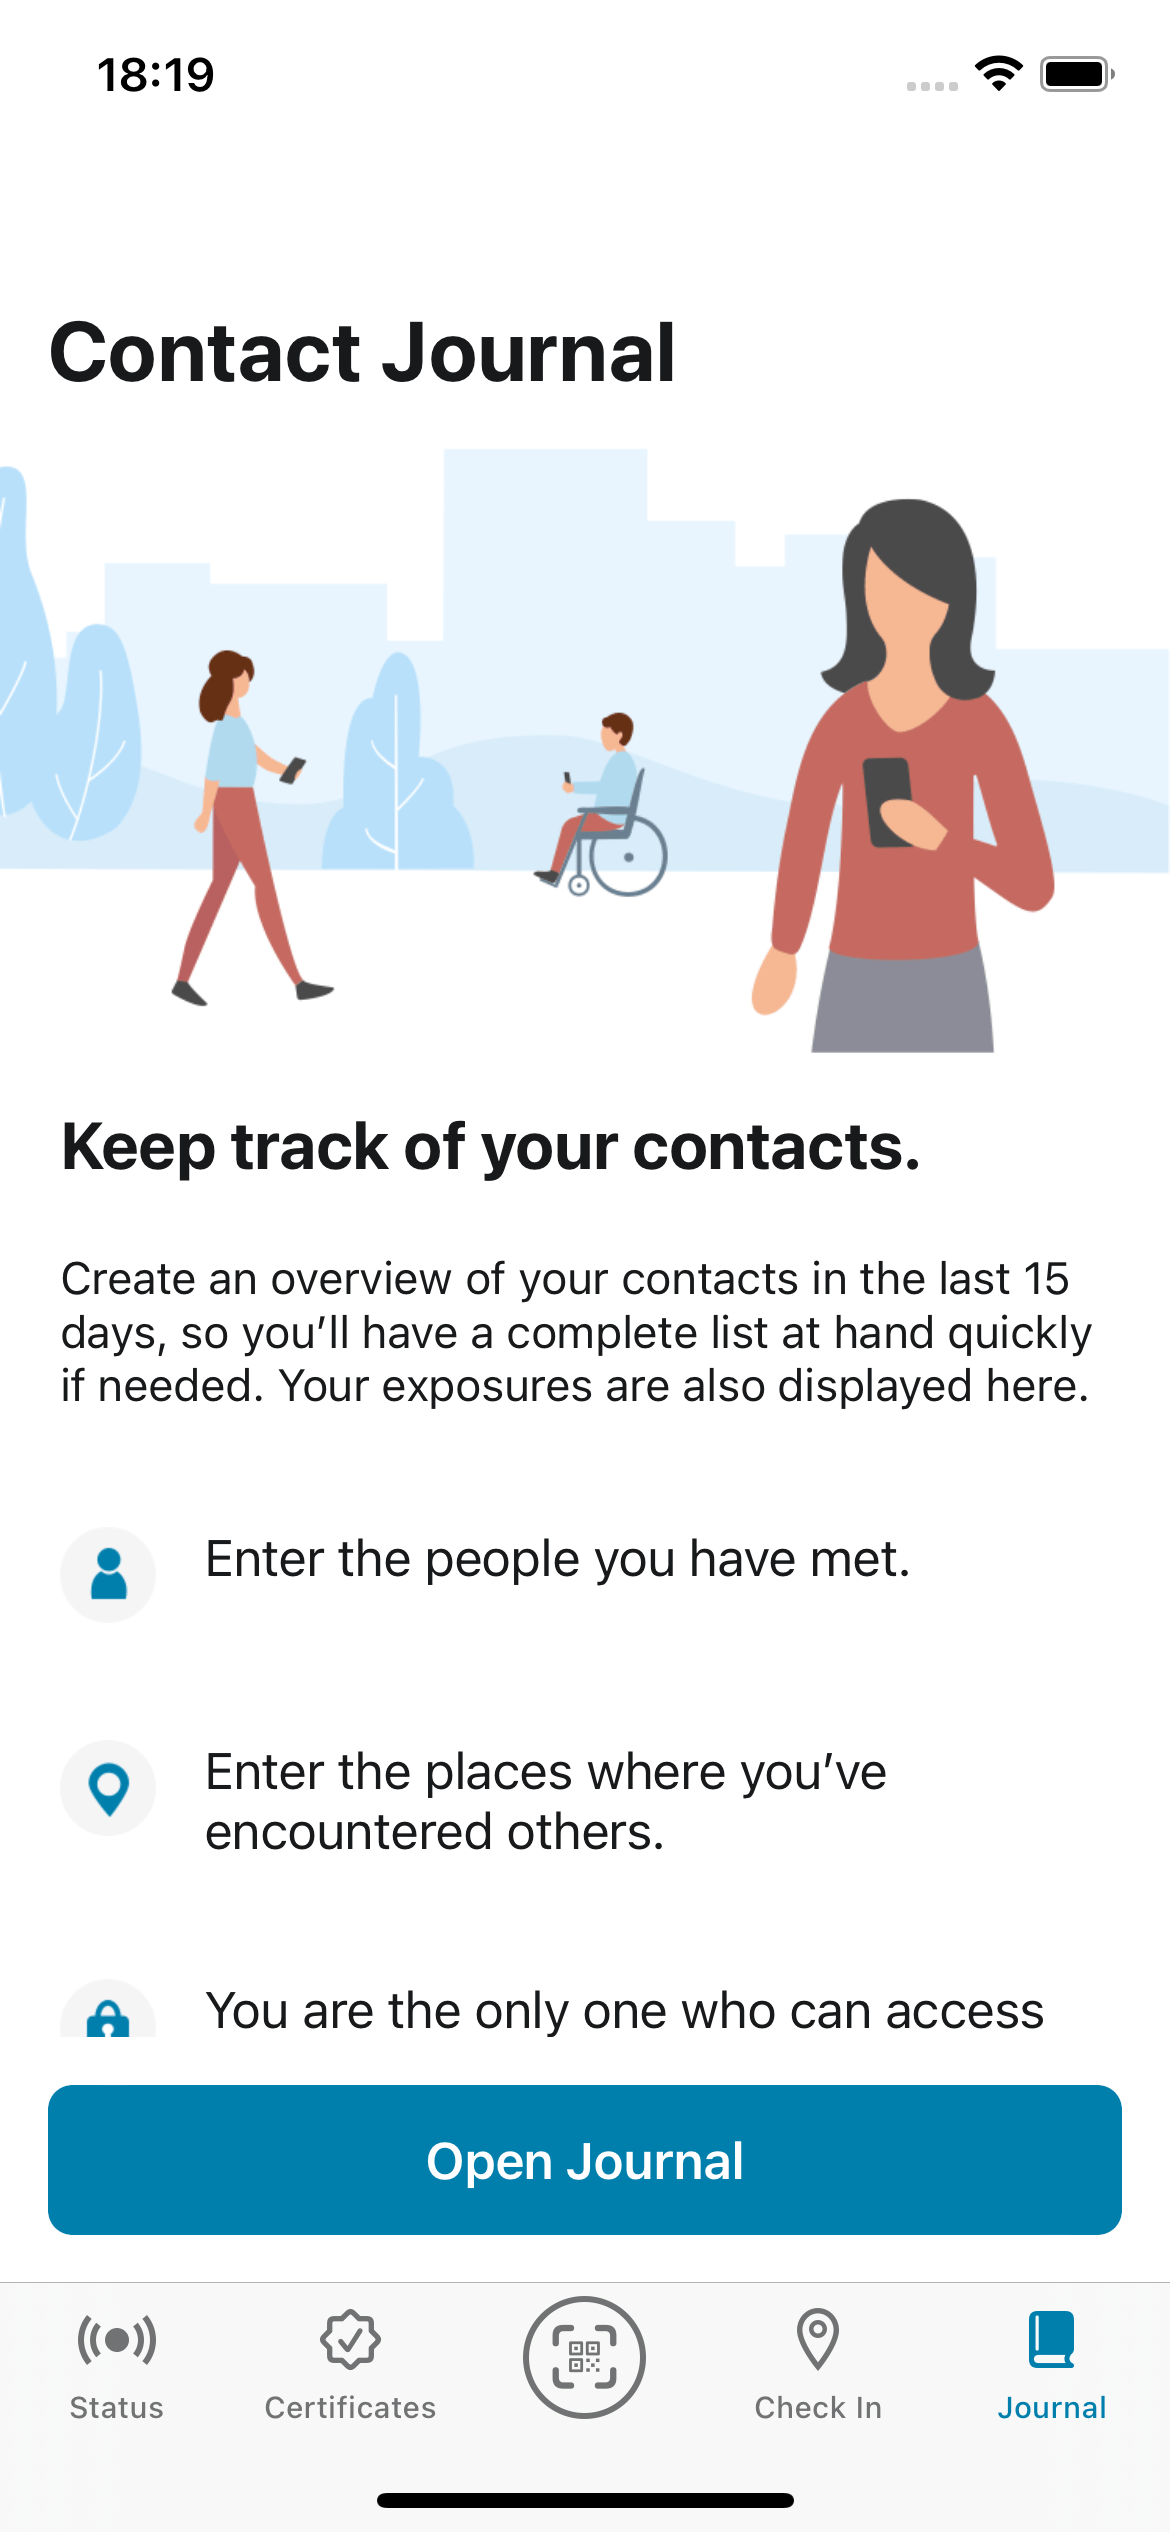 18:19
Contact Journal
Keep track of your contacts.
Create an overview of your contacts in the last 15
days, so you’ll have a complete list at hand quickly
if needed. Your exposures are also displayed here.
Enter the people you have met.
Enter the places where you’ve
encountered others.
You are the only one who can access
Open Journal
Status
Certificates
Check In
Journal